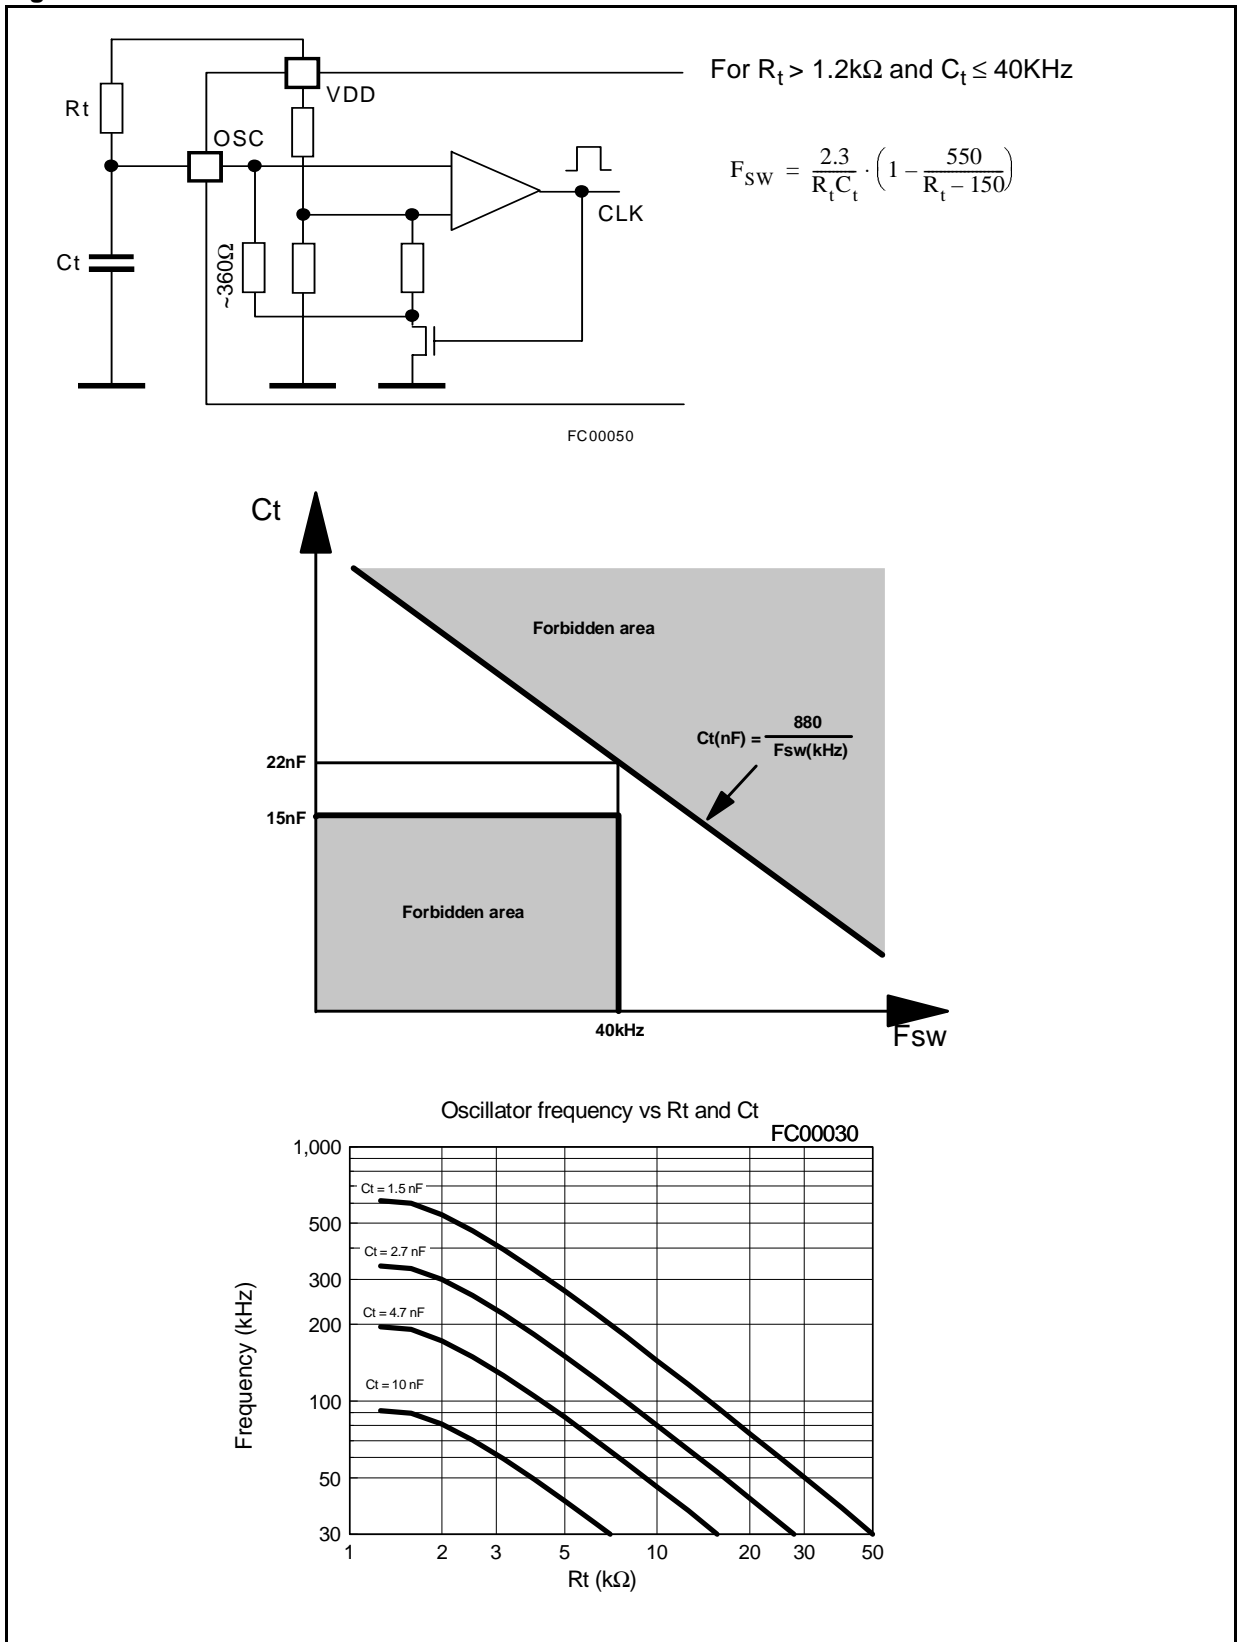 For Rt > 1.2kΩ and Ct ≤ 40KHz
VDD
Rt
OSC
FSW = 2.3 / RtCt · (1 − 550 / Rt − 150)
CLK
~360Ω
Ct
FC00050
Ct
Forbidden area
Ct(nF) = 880 / Fsw(kHz)
22nF
15nF
Forbidden area
40kHz
Fsw
Oscillator frequency vs Rt and Ct
FC00030
1,000
Ct = 1.5 nF
500
Ct = 2.7 nF
300
Ct = 4.7 nF
200
Ct = 10 nF
100
50
30
Frequency (kHz)
1 2 3 5 10 20 30 50
Rt (kΩ)